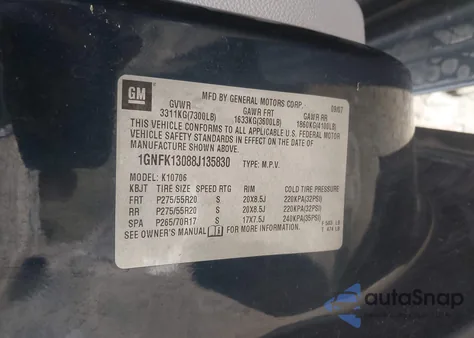 GM
MFD BY GENERAL MOTORS CORP. 09/07
GVWR GAWR FRT GAWR RR
3311KG(7300LB) 1633KG(3600LB) 1860KG(4100LB)
THIS VEHICLE CONFORMS TO ALL APPLICABLE U.S. FEDERAL MOTOR
VEHICLE SAFETY STANDARDS IN EFFECT ON THE DATE OF
MANUFACTURE SHOWN ABOVE.
1GNFK13088J135830 TYPE: M.P.V.
MODEL: K10706
KBJT TIRE SIZE SPEED RTG RIM COLD TIRE PRESSURE
FRT P275/55R20 S 20X8.5J 220KPA(32PSI)
RR P275/55R20 S 20X8.5J 220KPA(32PSI)
SPA P265/70R17 S 17X7.5J 240KPA(35PSI)
SEE OWNER'S MANUAL FOR MORE INFORMATION.
autoSnap